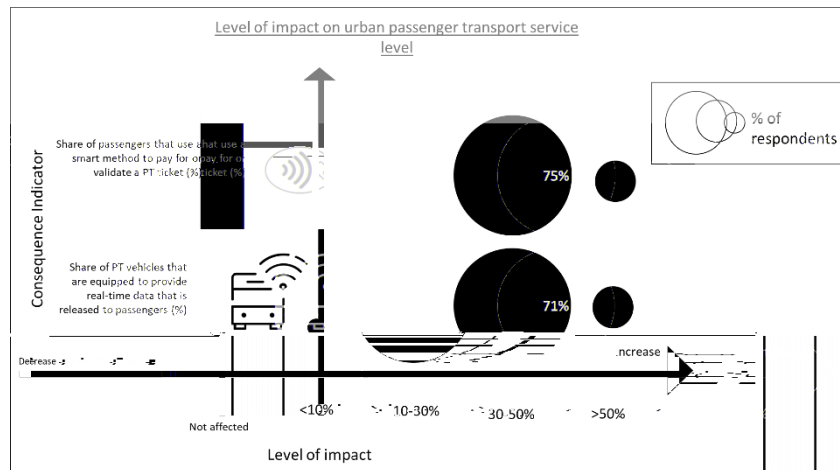 Level of impact on urban passenger transport service
level
% of
respondents
Consequence Indicator
Share of passengers that use a
smart method to pay for o
validate a PT ticket (%)
75%
Share of PT vehicles that
are equipped to provide
real-time data that is
released to passengers (%)
71%
Decrease
ncrease
<10%
10-30%
30-50%
>50%
Not affected
Level of impact